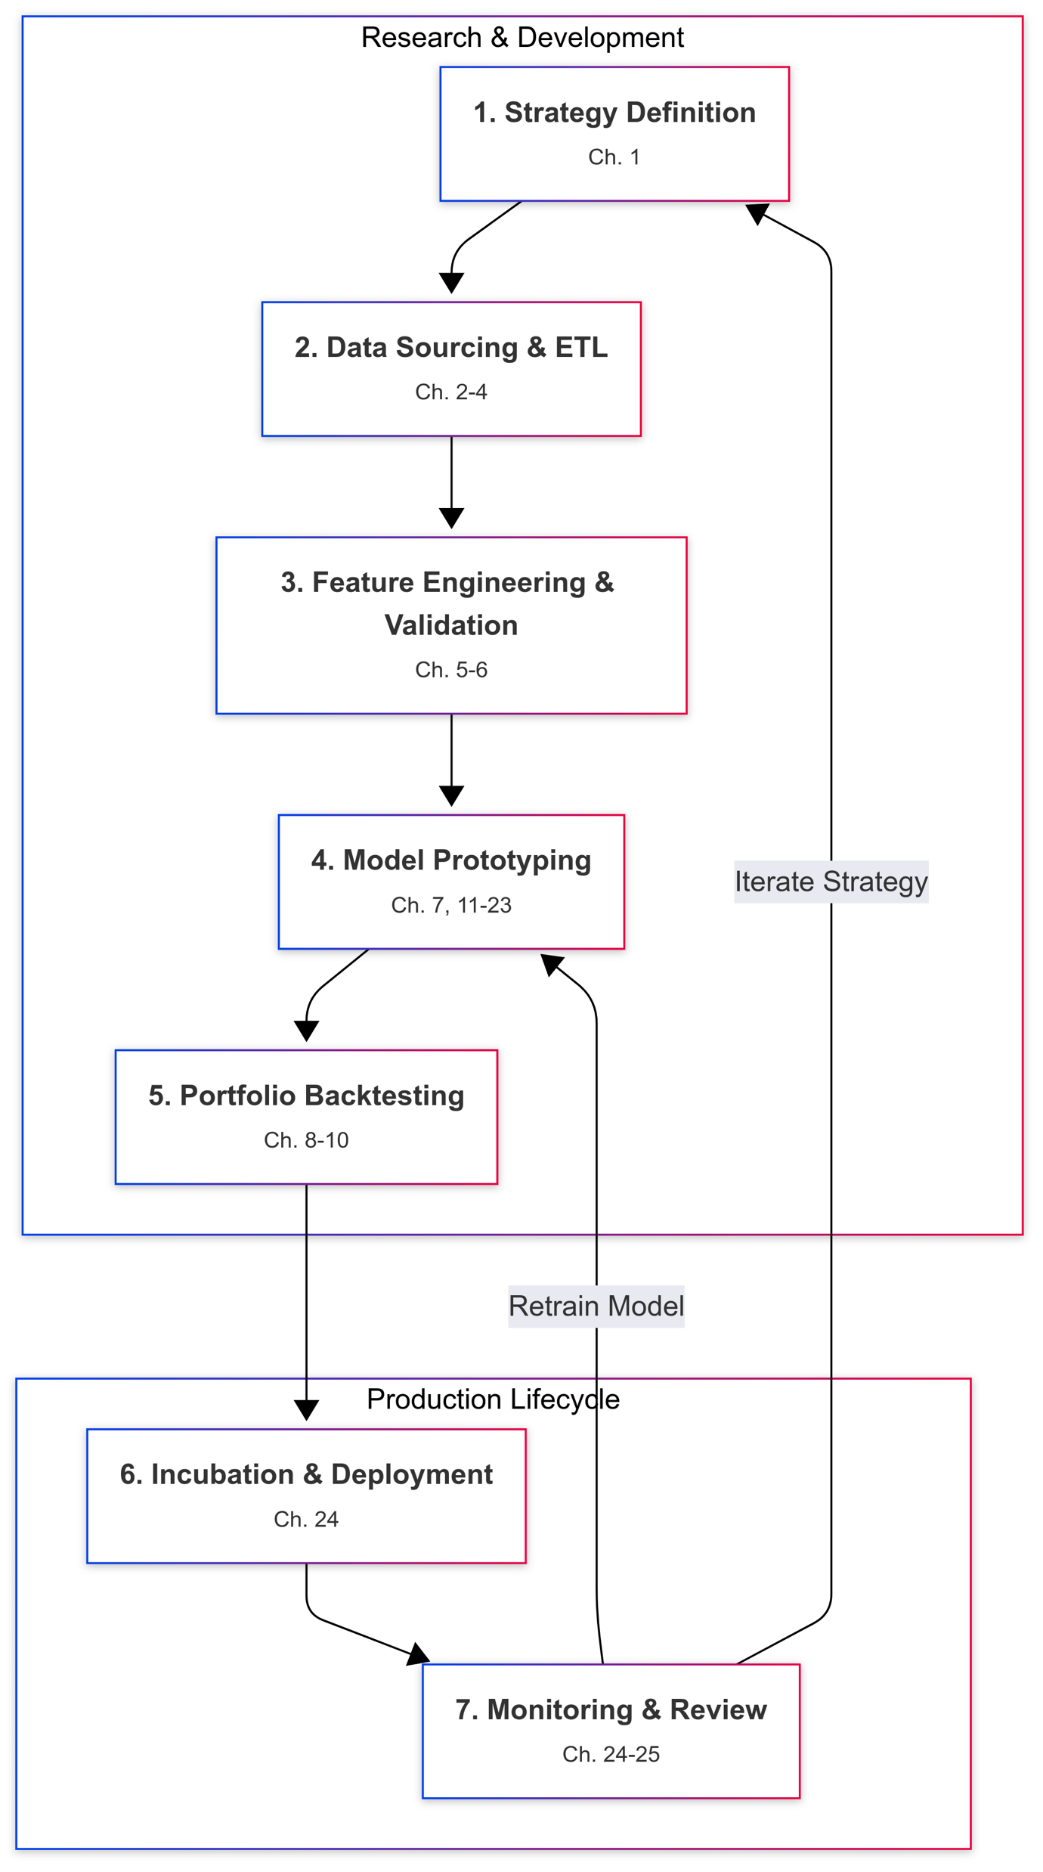 Research & Development
1. Strategy Definition
Ch. 1
2. Data Sourcing & ETL
Ch. 2-4
3. Feature Engineering &
Validation
Ch. 5-6
4. Model Prototyping
Ch. 7, 11-23
Iterate Strategy
5. Portfolio Backtesting
Ch. 8-10
Retrain Model
Production Lifecycle
6. Incubation & Deployment
Ch. 24
7. Monitoring & Review
Ch. 24-25